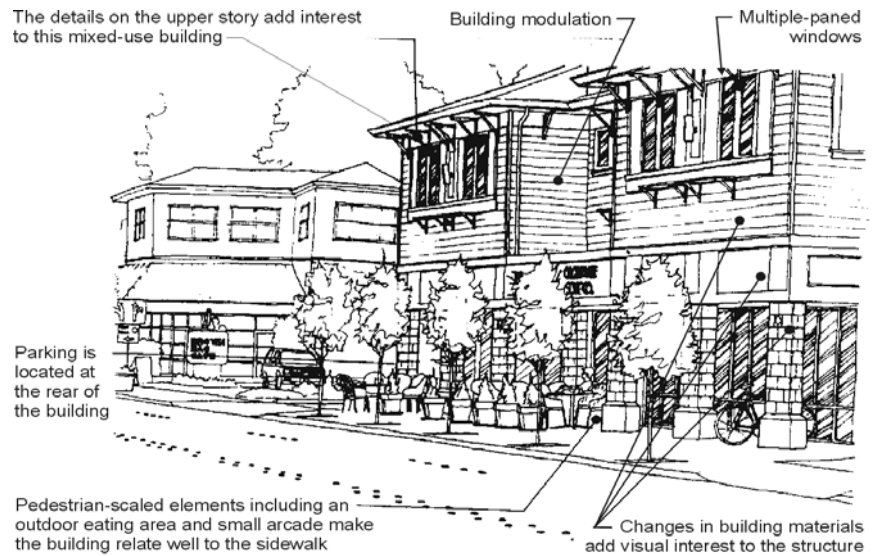 The details on the upper story add interest
to this mixed-use building
Building modulation
Multiple-paned
windows
Parking is
located at
the rear of
the building
Pedestrian-scaled elements including an
outdoor eating area and small arcade make
the building relate well to the sidewalk
Changes in building materials
add visual interest to the structure